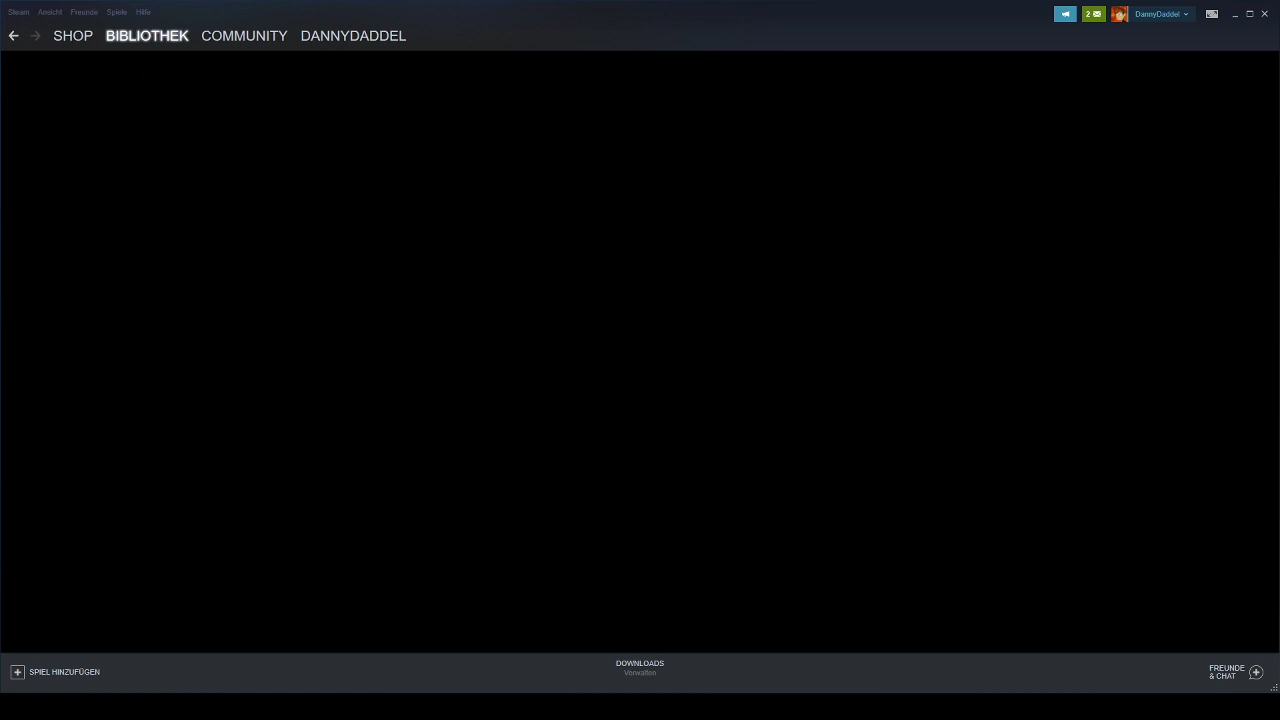 Steam Ansicht Freunde Spiele Hilfe
2 DannyDaddel
SHOP BIBLIOTHEK COMMUNITY DANNYDADDEL
SPIEL HINZUFÜGEN
DOWNLOADS
Verwalten
FREUNDE
& CHAT